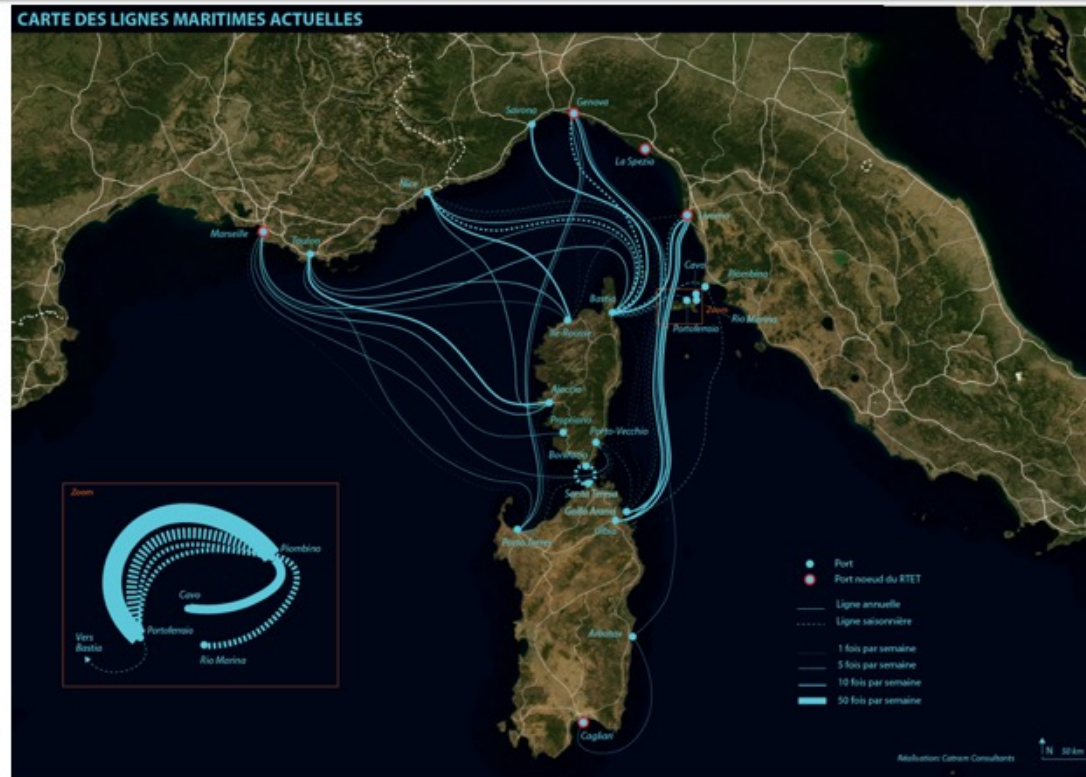 CARTE DES LIGNES MARITIMES ACTUELLES
Savona
Genova
La Spezia
Nice
Marseille
Toulon
Livorno
Cavo
Piombino
Bastia
Zoom
Rio Marina
Portoferraio
Ile Rousse
Ajaccio
Propriano
Porto-Vecchio
Bonifacio
Santa Teresa
Golfo Aranci
Olbia
Porto Torres
Arbatax
Cagliari
Zoom
Piombino
Cavo
Portoferraio
Vers
Bastia
Rio Marina
Port
Port noeud du RTET
Ligne annuelle
Ligne saisonnière
1 fois par semaine
5 fois par semaine
10 fois par semaine
50 fois par semaine
N 50 km
Réalisation: Catram Consultants